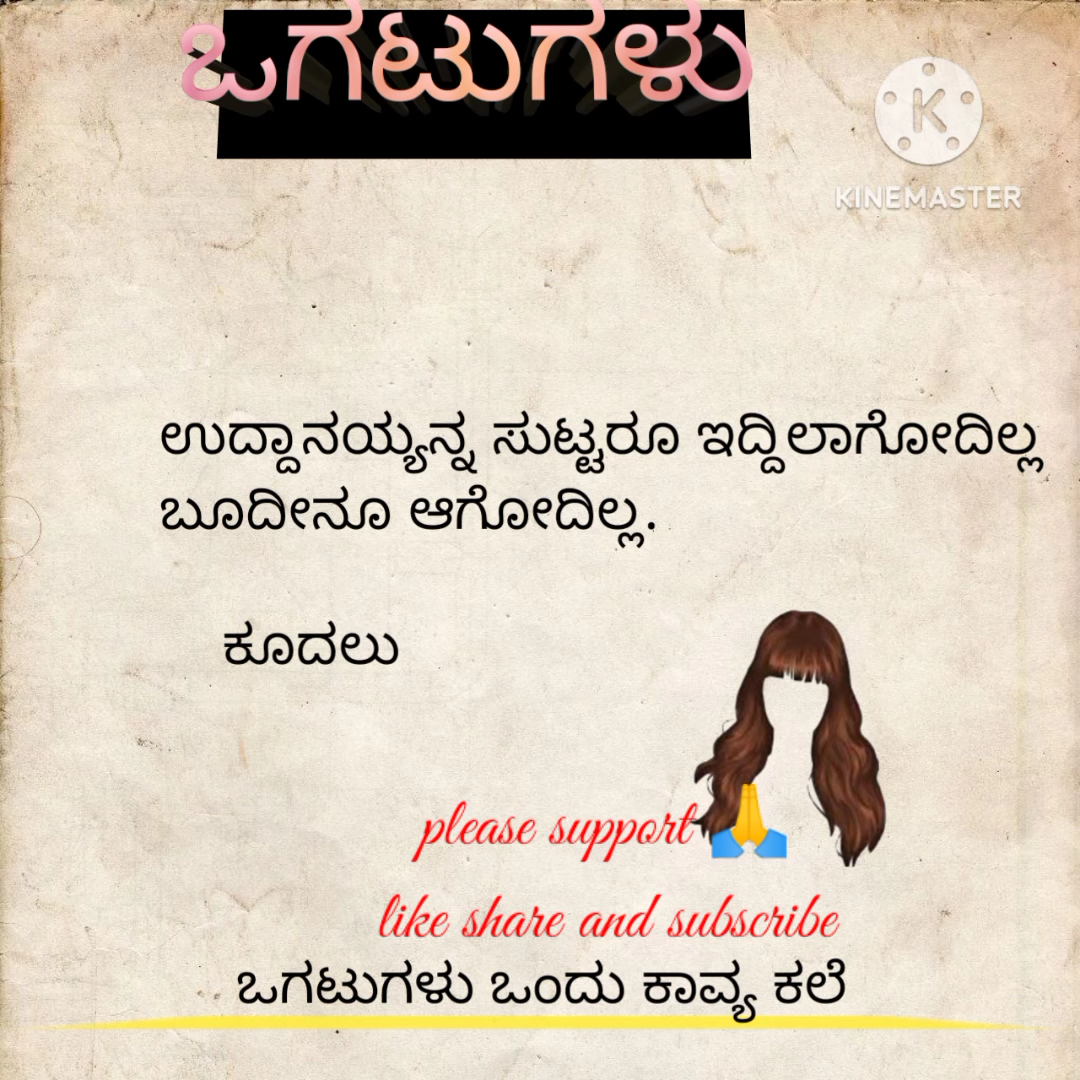 ಒಗಟುಗಳು
K
KINEMASTER
ಉದ್ದಾನಯ್ಯನ್ನ ಸುಟ್ಟರೂ ಇದ್ದಿಲಾಗೋದಿಲ್ಲ
ಬೂದೀನೂ ಆಗೋದಿಲ್ಲ.
ಕೂದಲು
please support
like share and subscribe
ಒಗಟುಗಳು ಒಂದು ಕಾವ್ಯ ಕಲೆ